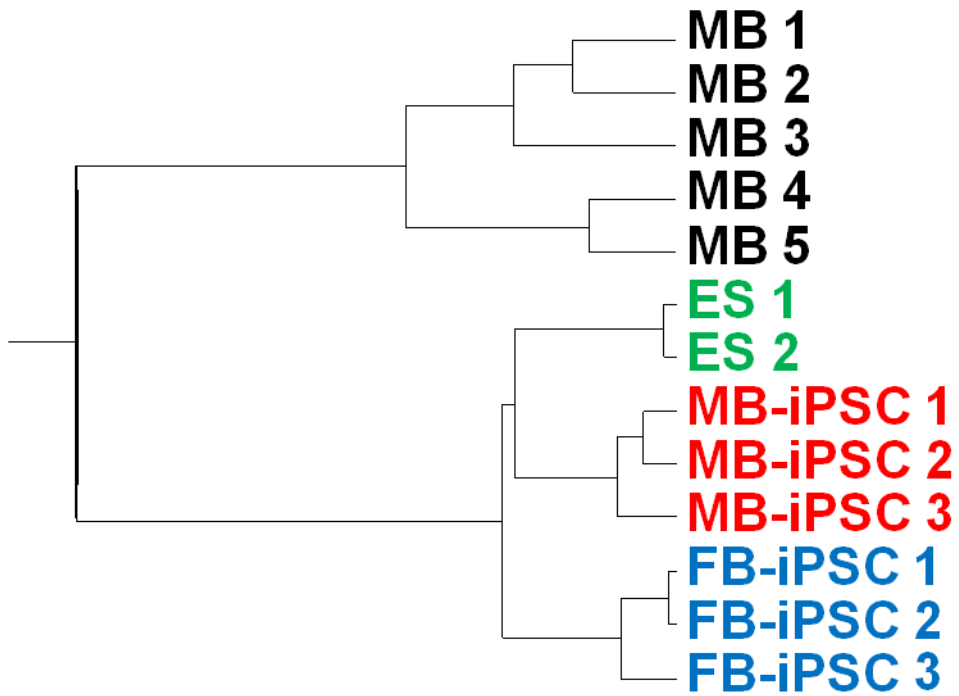 MB 1
MB 2
MB 3
MB 4
MB 5
ES 1
ES 2
MB-iPSC 1
MB-iPSC 2
MB-iPSC 3
FB-iPSC 1
FB-iPSC 2
FB-iPSC 3